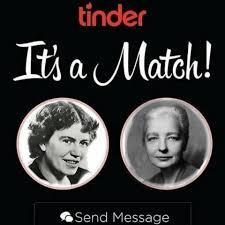 tinder
It's a Match!
Send Message